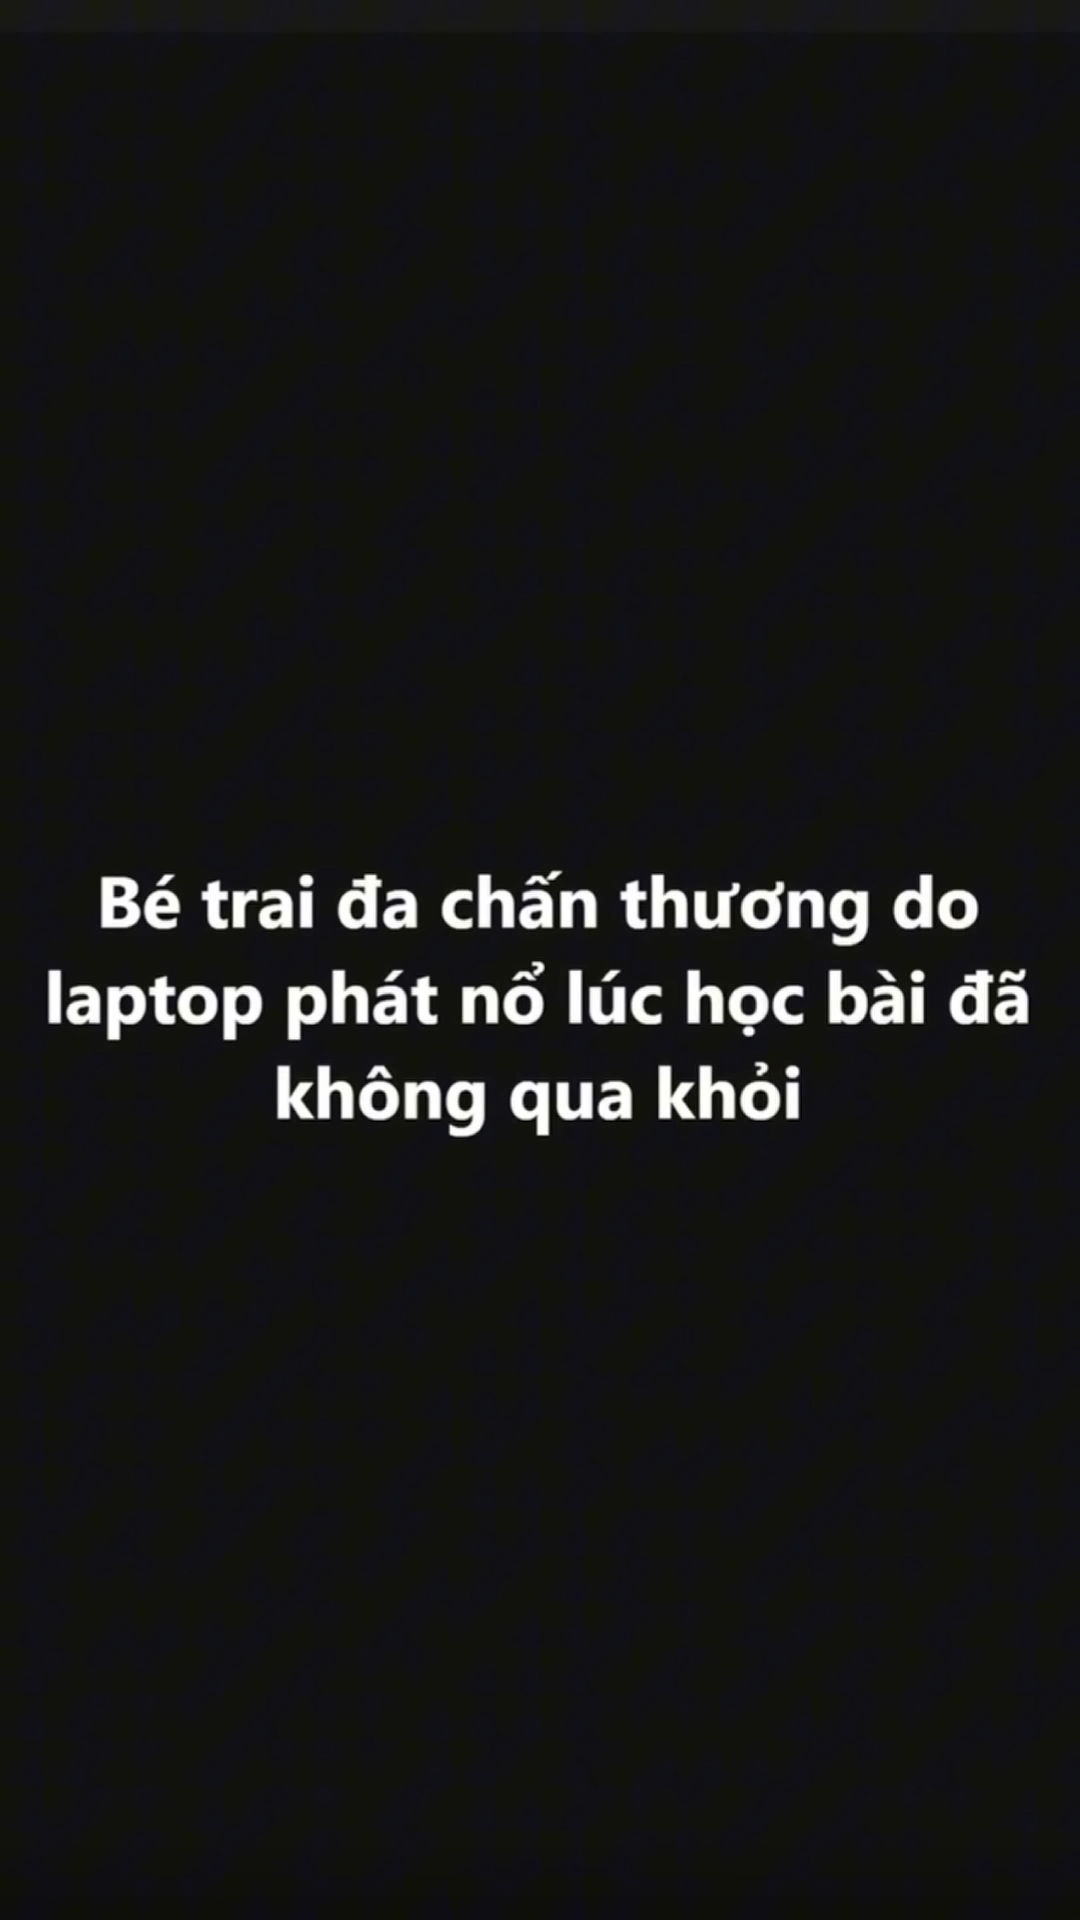 Bé trai đa chấn thương do
laptop phát nổ lúc học bài đã
không qua khỏi